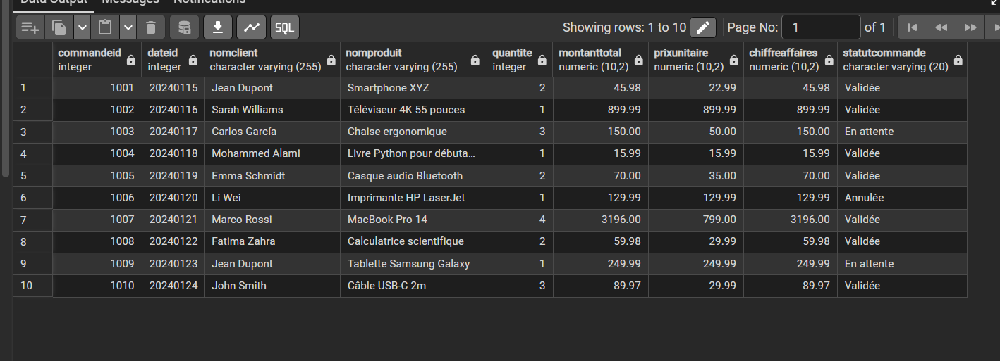 Data Output Messages Notifications
SQL Showing rows: 1 to 10 Page No: 1 of 1
commandeid dateid nomclient nomproduit quantite montanttotal prixunitaire chiffreaffaires statutcommande
integer integer character varying (255) character varying (255) integer numeric (10,2) numeric (10,2) numeric (10,2) character varying (20)
1 1001 20240115 Jean Dupont Smartphone XYZ 2 45.98 22.99 45.98 Validée
2 1002 20240116 Sarah Williams Téléviseur 4K 55 pouces 1 899.99 899.99 899.99 Validée
3 1003 20240117 Carlos García Chaise ergonomique 3 150.00 50.00 150.00 En attente
4 1004 20240118 Mohammed Alami Livre Python pour débuta... 1 15.99 15.99 15.99 Validée
5 1005 20240119 Emma Schmidt Casque audio Bluetooth 2 70.00 35.00 70.00 Validée
6 1006 20240120 Li Wei Imprimante HP LaserJet 1 129.99 129.99 129.99 Annulée
7 1007 20240121 Marco Rossi MacBook Pro 14 4 3196.00 799.00 3196.00 Validée
8 1008 20240122 Fatima Zahra Calculatrice scientifique 2 59.98 29.99 59.98 Validée
9 1009 20240123 Jean Dupont Tablette Samsung Galaxy 1 249.99 249.99 249.99 En attente
10 1010 20240124 John Smith Câble USB-C 2m 3 89.97 29.99 89.97 Validée